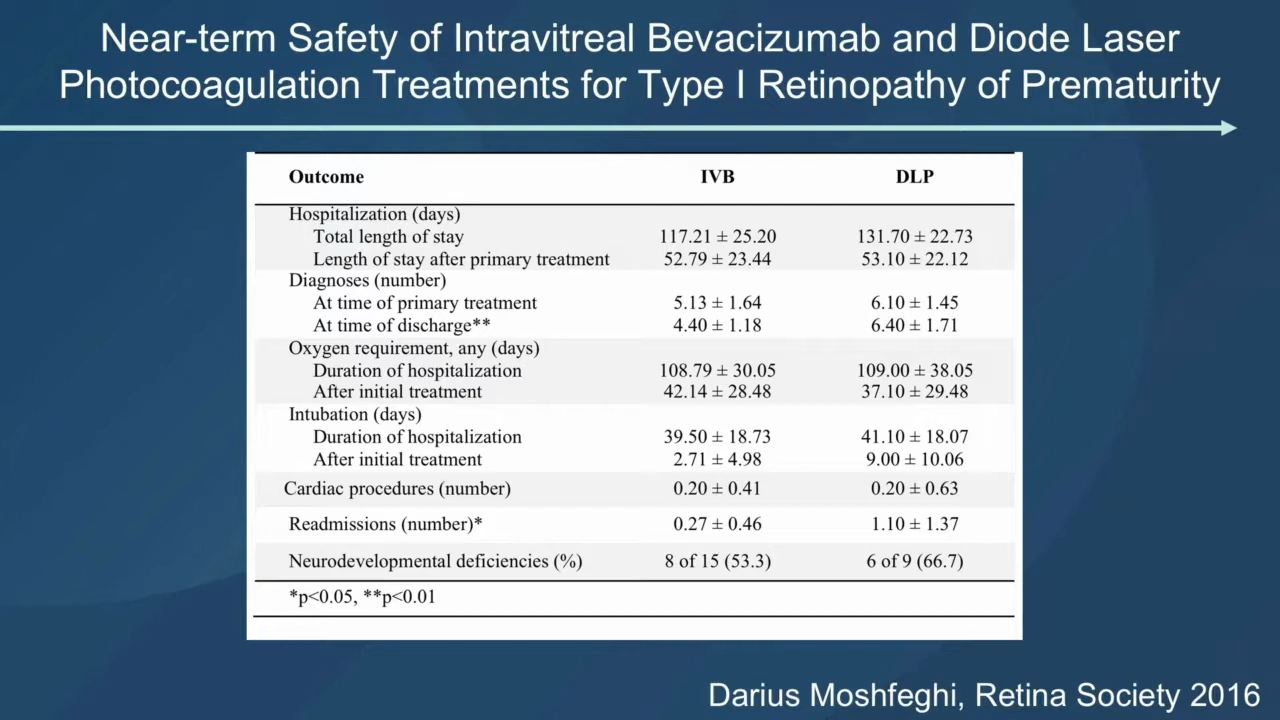 Near-term Safety of Intravitreal Bevacizumab and Diode Laser
Photocoagulation Treatments for Type I Retinopathy of Prematurity
Outcome IVB DLP
Hospitalization (days)
Total length of stay 117.21 ± 25.20 131.70 ± 22.73
Length of stay after primary treatment 52.79 ± 23.44 53.10 ± 22.12
Diagnoses (number)
At time of primary treatment 5.13 ± 1.64 6.10 ± 1.45
At time of discharge** 4.40 ± 1.18 6.40 ± 1.71
Oxygen requirement, any (days)
Duration of hospitalization 108.79 ± 30.05 109.00 ± 38.05
After initial treatment 42.14 ± 28.48 37.10 ± 29.48
Intubation (days)
Duration of hospitalization 39.50 ± 18.73 41.10 ± 18.07
After initial treatment 2.71 ± 4.98 9.00 ± 10.06
Cardiac procedures (number) 0.20 ± 0.41 0.20 ± 0.63
Readmissions (number)* 0.27 ± 0.46 1.10 ± 1.37
Neurodevelopmental deficiencies (%) 8 of 15 (53.3) 6 of 9 (66.7)
*p<0.05, **p<0.01
Darius Moshfeghi, Retina Society 2016